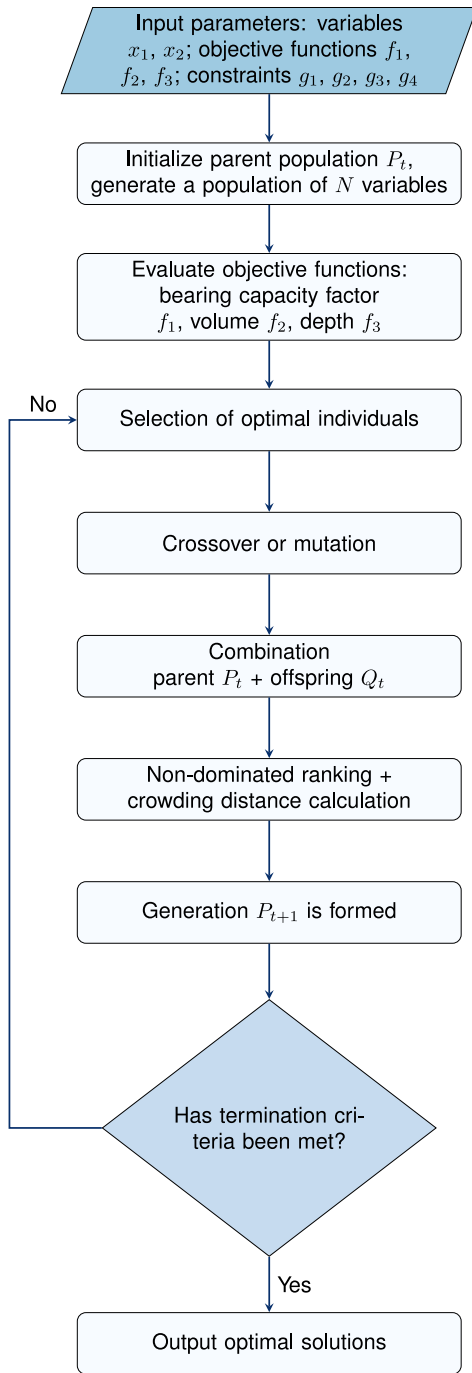 Input parameters: variables
x₁, x₂; objective functions f₁,
f₂, f₃; constraints g₁, g₂, g₃, g₄
Initialize parent population Pₜ,
generate a population of N variables
Evaluate objective functions:
bearing capacity factor
f₁, volume f₂, depth f₃
No
Selection of optimal individuals
Crossover or mutation
Combination
parent Pₜ + offspring Qₜ
Non-dominated ranking +
crowding distance calculation
Generation Pₜ₊₁ is formed
Has termination cri-
teria been met?
Yes
Output optimal solutions